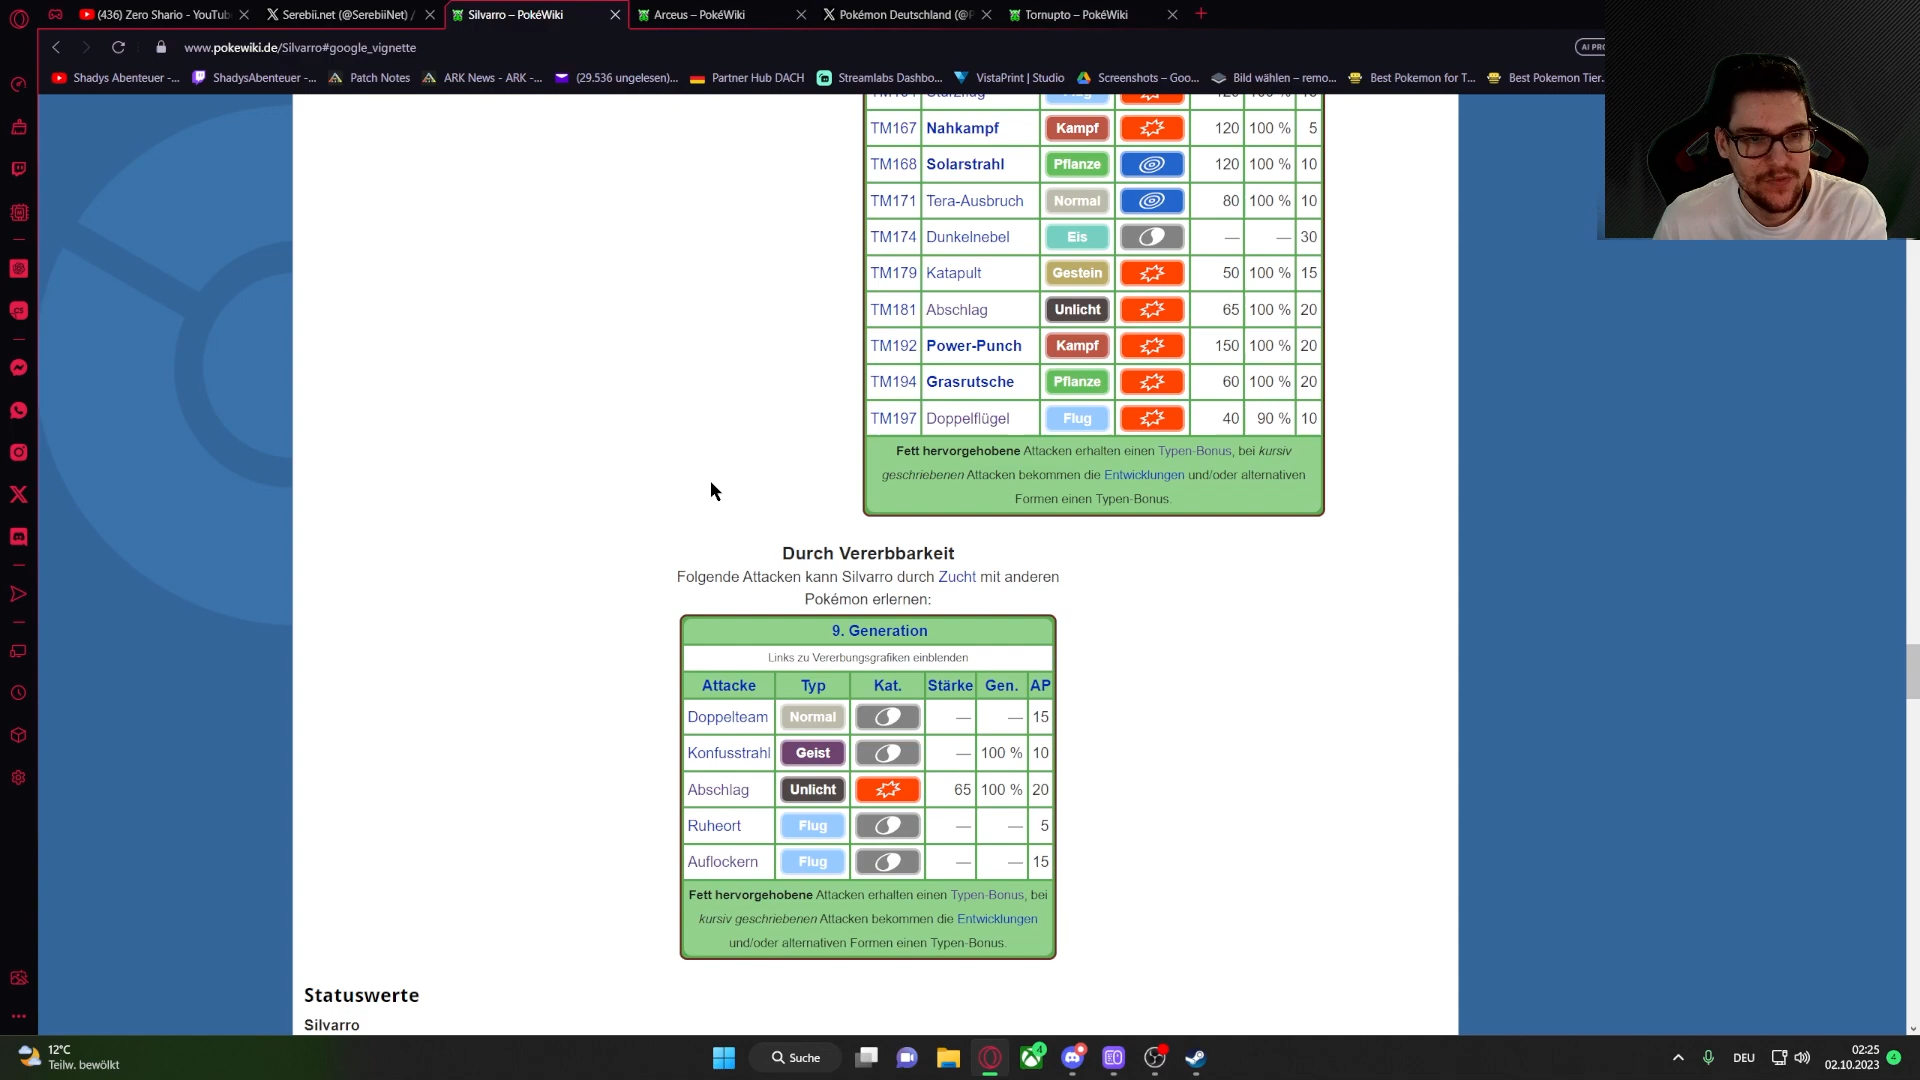 (436) Zero Shario - YouTub
Serebii.net (@SerebiiNet) /
Silvarro – PokéWiki
Arceus – PokéWiki
Pokémon Deutschland (@P
Tornupto – PokéWiki
www.pokewiki.de/Silvarro#google_vignette
AI PRO
Shadys Abenteuer -...
ShadysAbenteuer -...
Patch Notes
ARK News - ARK -...
(29.536 ungelesen)...
Partner Hub DACH
Streamlabs Dashbo...
VistaPrint | Studio
Screenshots – Goo...
Bild wählen – remo...
Best Pokemon for T...
Best Pokemon Tier...
TM167 Nahkampf Kampf 120 100 % 5
TM168 Solarstrahl Pflanze 120 100 % 10
TM171 Tera-Ausbruch Normal 80 100 % 10
TM174 Dunkelnebel Eis — — 30
TM179 Katapult Gestein 50 100 % 15
TM181 Abschlag Unlicht 65 100 % 20
TM192 Power-Punch Kampf 150 100 % 20
TM194 Grasrutsche Pflanze 60 100 % 20
TM197 Doppelflügel Flug 40 90 % 10
Fett hervorgehobene Attacken erhalten einen Typen-Bonus, bei kursiv
geschriebenen Attacken bekommen die Entwicklungen und/oder alternativen
Formen einen Typen-Bonus.
Durch Vererbbarkeit
Folgende Attacken kann Silvarro durch Zucht mit anderen
Pokémon erlernen:
9. Generation
Links zu Vererbungsgrafiken einblenden
Attacke Typ Kat. Stärke Gen. AP
Doppelteam Normal — — 15
Konfusstrahl Geist — 100 % 10
Abschlag Unlicht 65 100 % 20
Ruheort Flug — — 5
Auflockern Flug — — 15
Fett hervorgehobene Attacken erhalten einen Typen-Bonus, bei
kursiv geschriebenen Attacken bekommen die Entwicklungen
und/oder alternativen Formen einen Typen-Bonus.
Statuswerte
Silvarro
12°C
Teilw. bewölkt
Suche
4
DEU
02:25
02.10.2023
4